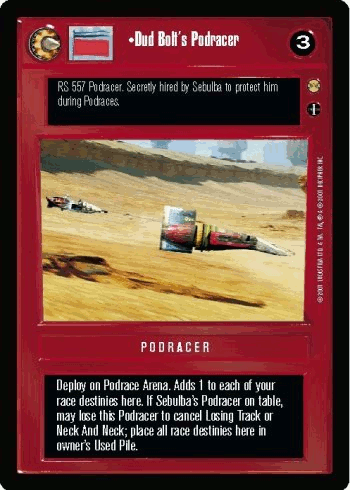 •Dud Bolt's Podracer
3
RS 557 Podracer. Secretly hired by Sebulba to protect him
during Podraces.
PODRACER
Deploy on Podrace Arena. Adds 1 to each of your
race destinies here. If Sebulba's Podracer on table,
may lose this Podracer to cancel Losing Track or
Neck And Neck; place all race destinies here in
owner's Used Pile.